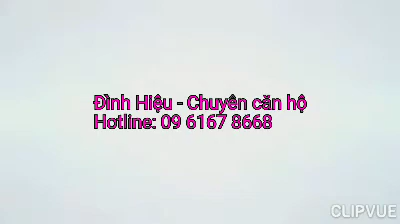 Đình Hiệu - Chuyên căn hộ
Hotline: 09 6167 8668
CLIPVUE